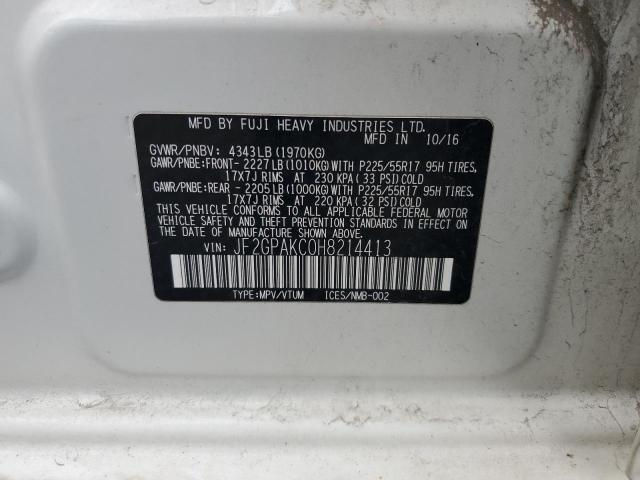 MFD BY FUJI HEAVY INDUSTRIES LTD.
MFD IN 10/16
GVWR/PNBV: 4343LB(1970KG)
GAWR/PNBE:FRONT- 2227LB(1010KG)WITH P225/55R17 95H TIRES,
17X7J RIMS AT 230 KPA(33 PSI)COLD
GAWR/PNBE:REAR - 2205LB(1000KG)WITH P225/55R17 95H TIRES,
17X7J RIMS AT 220 KPA(32 PSI)COLD
THIS VEHICLE CONFORMS TO ALL APPLICABLE FEDERAL MOTOR
VEHICLE SAFETY AND THEFT PREVENTION STANDARDS IN EFFECT ON
THE DATE OF MANUFACTURE SHOWN ABOVE.
VIN: JF2GPAKC0H8214413
TYPE:MPV/VTUM ICES/NMB-002